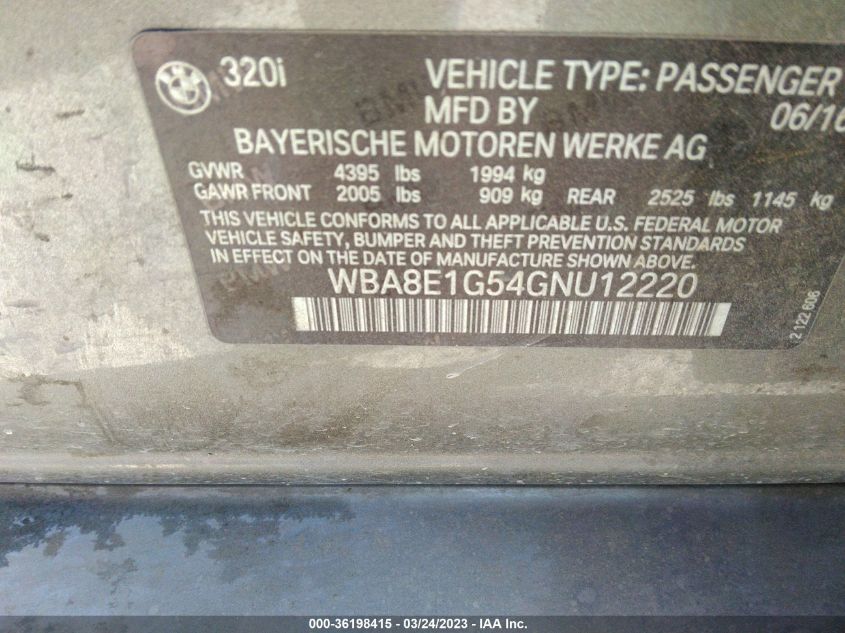 320i VEHICLE TYPE: PASSENGER
MFD BY 06/16
BAYERISCHE MOTOREN WERKE AG
GVWR 4395 lbs 1994 kg
GAWR FRONT 2005 lbs 909 kg REAR 2525 lbs 1145 kg
THIS VEHICLE CONFORMS TO ALL APPLICABLE U.S. FEDERAL MOTOR
VEHICLE SAFETY, BUMPER AND THEFT PREVENTION STANDARDS
IN EFFECT ON THE DATE OF MANUFACTURE SHOWN ABOVE.
WBA8E1G54GNU12220
2 122 606
000-36198415 - 03/24/2023 - IAA Inc.